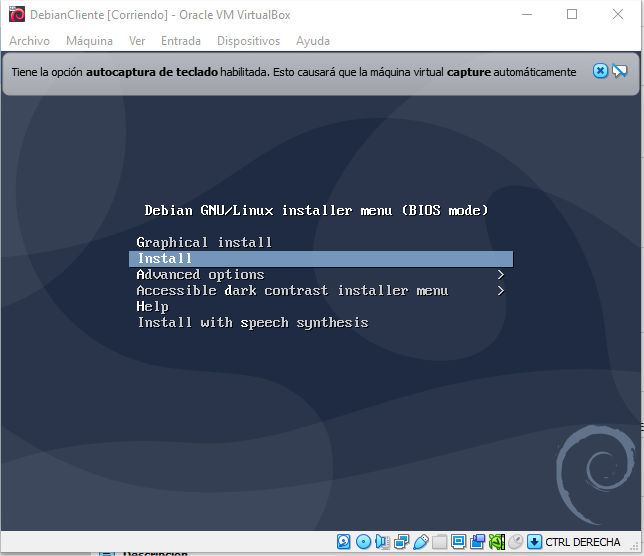 DebianCliente [Corriendo] - Oracle VM VirtualBox
Archivo Máquina Ver Entrada Dispositivos Ayuda
Tiene la opción autocaptura de teclado habilitada. Esto causará que la máquina virtual capture automáticamente
Debian GNU/Linux installer menu (BIOS mode)
Graphical install
Install
Advanced options >
Accessible dark contrast installer menu >
Help
Install with speech synthesis
CTRL DERECHA
Descripción